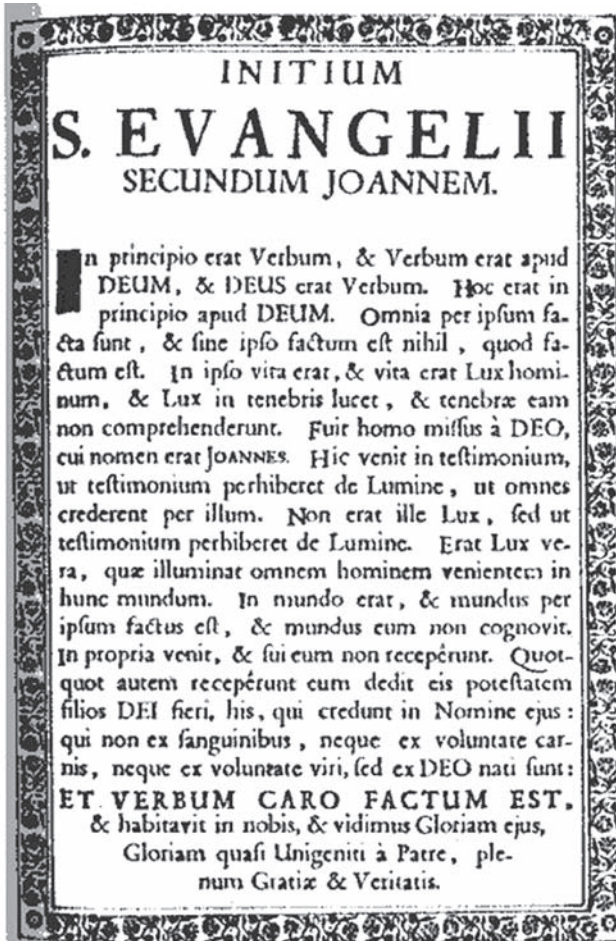 INITIUM
S. EVANGELII
SECUNDUM JOANNEM.
In principio erat Verbum, & Verbum erat apud
DEUM, & DEUS erat Verbum. Hoc erat in
principio apud DEUM. Omnia per ipſum fa-
cta ſunt, & ſine ipſo factum eſt nihil, quod fa-
ctum eſt. In ipſo vita erat, & vita erat Lux homi-
num, & Lux in tenebris lucet, & tenebræ eam
non comprehenderunt. Fuit homo miſſus à DEO,
cui nomen erat JOANNES. Hic venit in teſtimonium,
ut teſtimonium perhiberet de Lumine, ut omnes
crederent per illum. Non erat ille Lux, ſed ut
teſtimonium perhiberet de Lumine. Erat Lux ve-
ra, quæ illuminat omnem hominem venientem in
hunc mundum. In mundo erat, & mundus per
ipſum factus eſt, & mundus eum non cognovit.
In propria venit, & ſui eum non recepêrunt. Quot-
quot autem recepêrunt eum dedit eis poteſtatem
filios DEI fieri, his, qui credunt in Nomine ejus:
qui non ex ſanguinibus, neque ex voluntate car-
nis, neque ex voluntate viri, ſed ex DEO nati ſunt:
ET VERBUM CARO FACTUM EST,
& habitavit in nobis, & vidimus Gloriam ejus,
Gloriam quaſi Unigeniti à Patre, ple-
num Gratiæ & Veritatis.